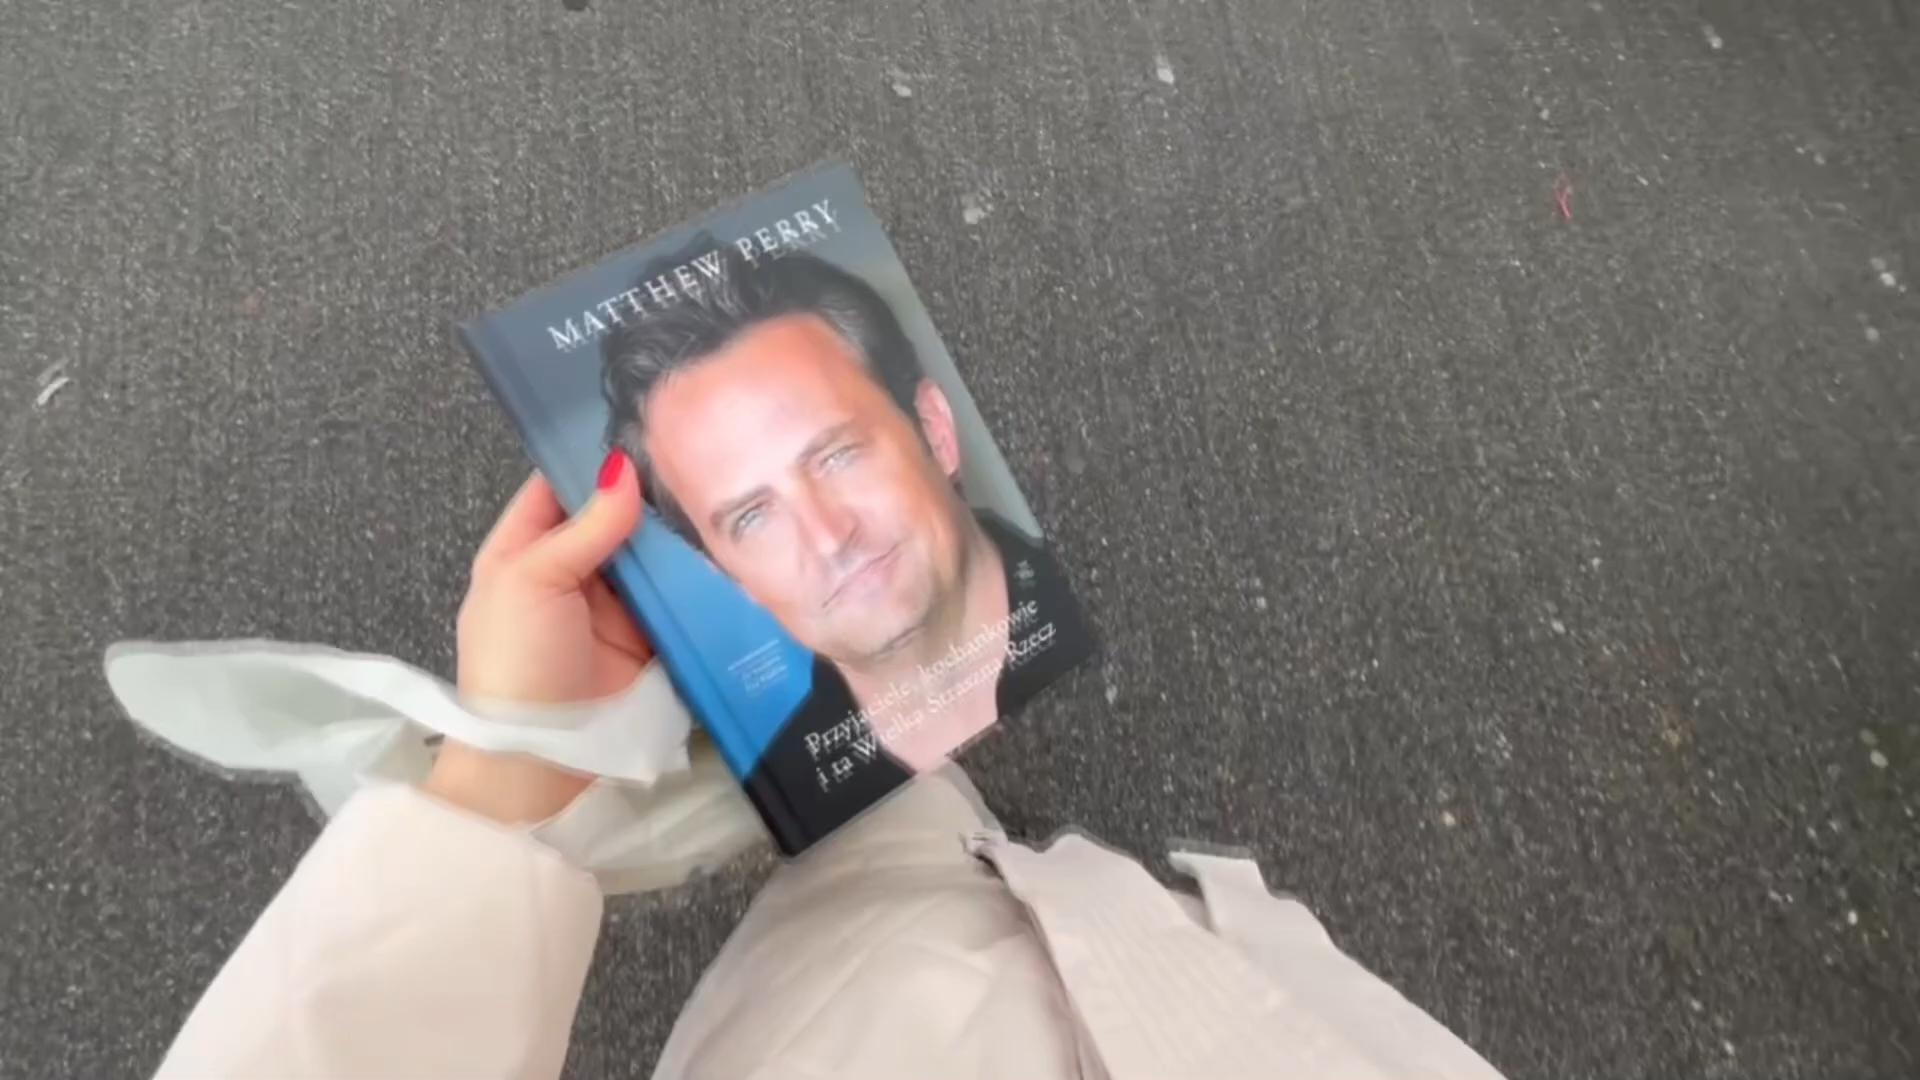 MATTHEW PERRY
Przyjaciele, kochankowie
i ta Wielka Straszna Rzecz